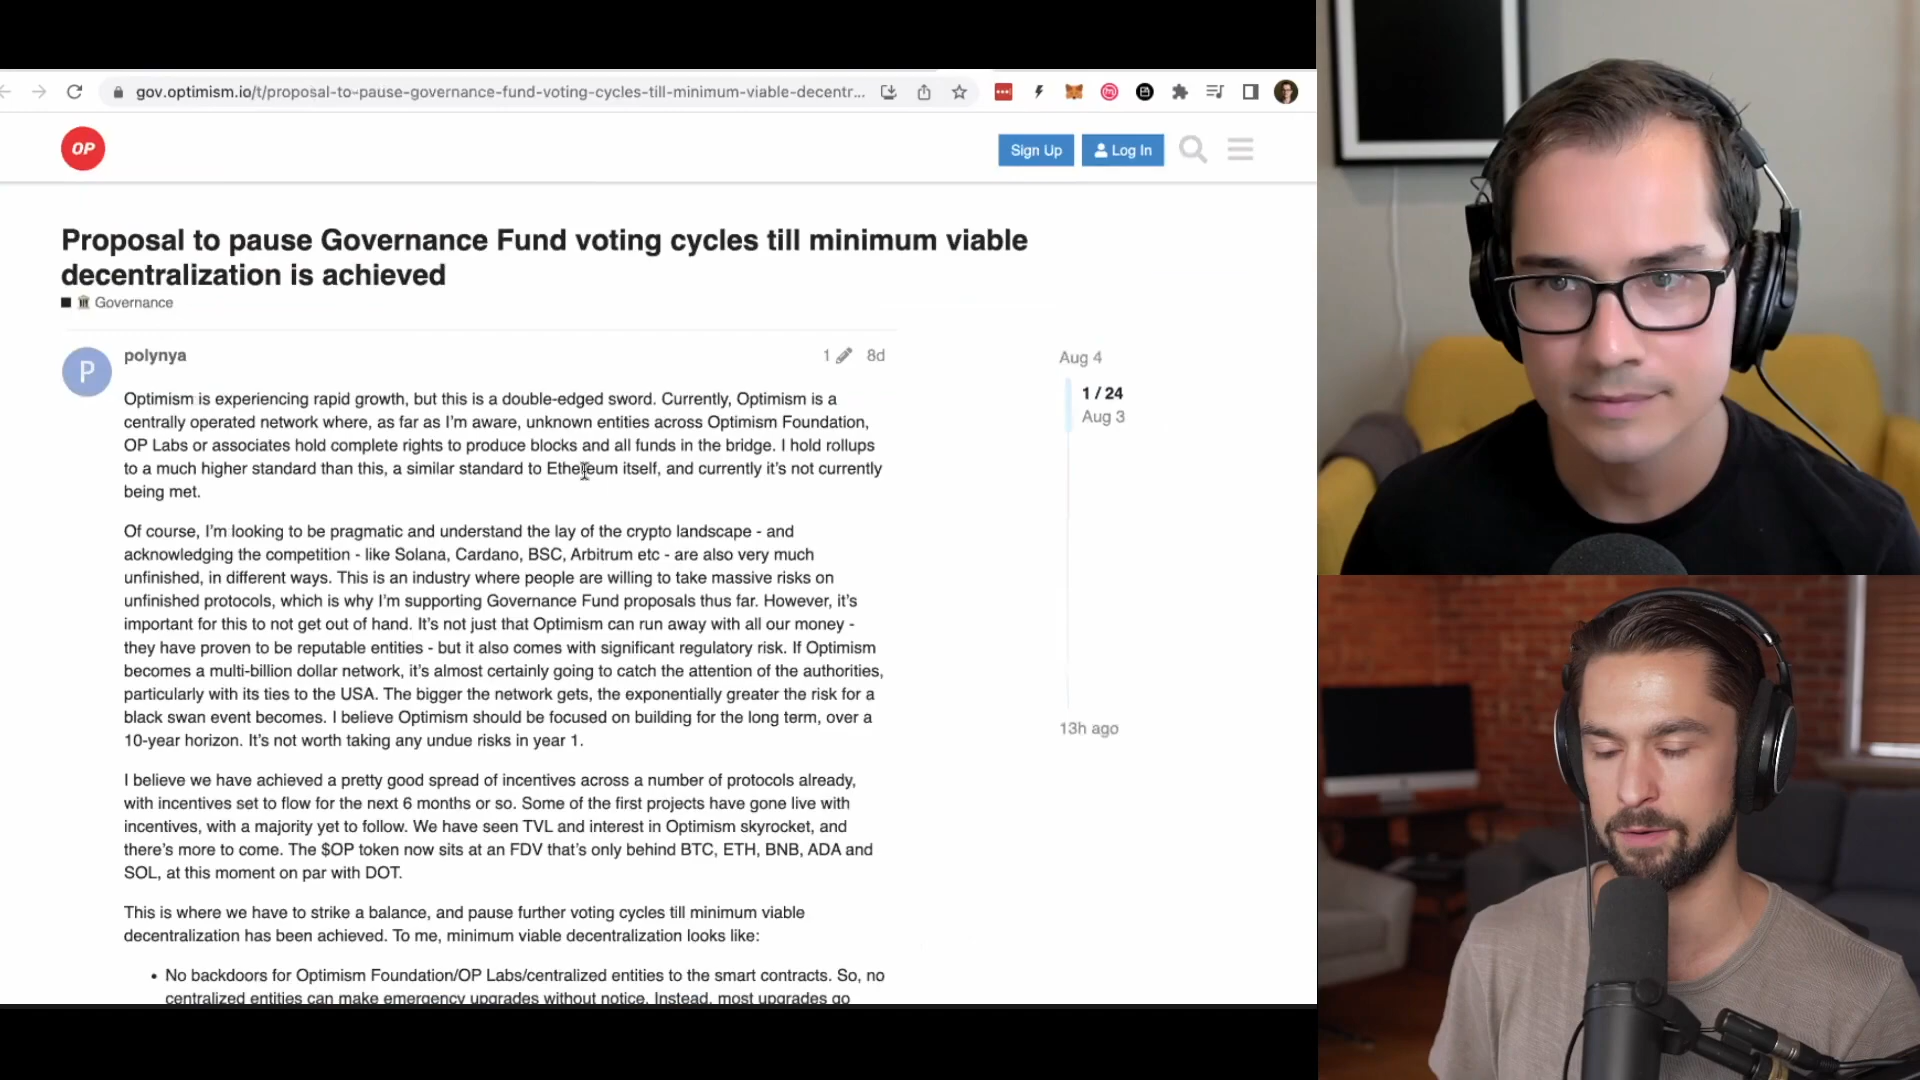 gov.optimism.io/t/proposal-to-pause-governance-fund-voting-cycles-till-minimum-viable-decentr...
OP
Sign Up
Log In
Proposal to pause Governance Fund voting cycles till minimum viable
decentralization is achieved
Governance
P
polynya
1
8d
Optimism is experiencing rapid growth, but this is a double-edged sword. Currently, Optimism is a
centrally operated network where, as far as I'm aware, unknown entities across Optimism Foundation,
OP Labs or associates hold complete rights to produce blocks and all funds in the bridge. I hold rollups
to a much higher standard than this, a similar standard to Ethereum itself, and currently it's not currently
being met.
Of course, I'm looking to be pragmatic and understand the lay of the crypto landscape - and
acknowledging the competition - like Solana, Cardano, BSC, Arbitrum etc - are also very much
unfinished, in different ways. This is an industry where people are willing to take massive risks on
unfinished protocols, which is why I'm supporting Governance Fund proposals thus far. However, it's
important for this to not get out of hand. It's not just that Optimism can run away with all our money -
they have proven to be reputable entities - but it also comes with significant regulatory risk. If Optimism
becomes a multi-billion dollar network, it's almost certainly going to catch the attention of the authorities,
particularly with its ties to the USA. The bigger the network gets, the exponentially greater the risk for a
black swan event becomes. I believe Optimism should be focused on building for the long term, over a
10-year horizon. It's not worth taking any undue risks in year 1.
I believe we have achieved a pretty good spread of incentives across a number of protocols already,
with incentives set to flow for the next 6 months or so. Some of the first projects have gone live with
incentives, with a majority yet to follow. We have seen TVL and interest in Optimism skyrocket, and
there's more to come. The $OP token now sits at an FDV that's only behind BTC, ETH, BNB, ADA and
SOL, at this moment on par with DOT.
This is where we have to strike a balance, and pause further voting cycles till minimum viable
decentralization has been achieved. To me, minimum viable decentralization looks like:
• No backdoors for Optimism Foundation/OP Labs/centralized entities to the smart contracts. So, no
centralized entities can make emergency upgrades without notice. Instead, most upgrades go
Aug 4
1 / 24
Aug 3
13h ago